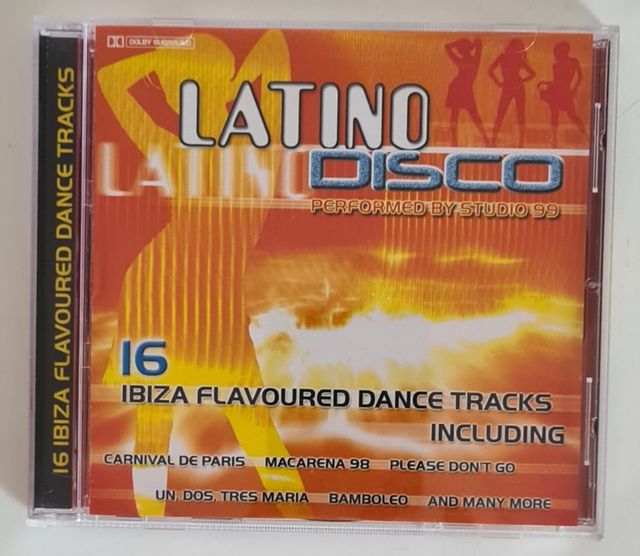 DOLBY SURROUND
LATINO
LATINO
DISCO
PERFORMED BY STUDIO 99
16
IBIZA FLAVOURED DANCE TRACKS
INCLUDING
CARNIVAL DE PARIS MACARENA 98 PLEASE DON'T GO
UN, DOS, TRES MARIA BAMBOLEO AND MANY MORE
16 IBIZA FLAVOURED DANCE TRACKS